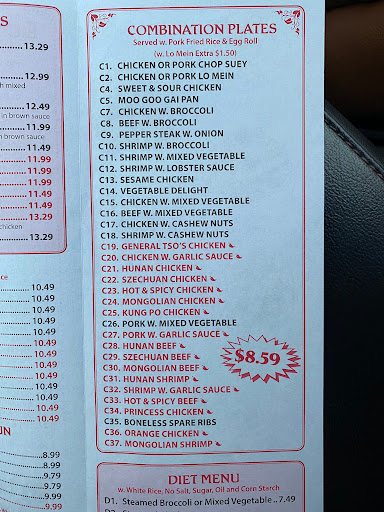 S
13.29
12.99
h mixed
12.49
in brown sauce
11.99
wn sauce
11.49
11.99
11.99
11.49
11.49
13.29
chicken
13.29
ce
10.49
10.49
10.49
10.49
10.49
10.49
10.49
10.49
10.49
10.49
10.49
10.49
UN
8.99
9.99
9.79
9.79
9.99
COMBINATION PLATES
Served w. Pork Fried Rice & Egg Roll
(w. Lo Mein Extra $1.50)
C1. CHICKEN OR PORK CHOP SUEY
C2. CHICKEN OR PORK LO MEIN
C4. SWEET & SOUR CHICKEN
C5. MOO GOO GAI PAN
C7. CHICKEN W. BROCCOLI
C8. BEEF W. BROCCOLI
C9. PEPPER STEAK W. ONION
C10. SHRIMP W. BROCCOLI
C11. SHRIMP W. MIXED VEGETABLE
C12. SHRIMP W. LOBSTER SAUCE
C13. SESAME CHICKEN
C14. VEGETABLE DELIGHT
C15. CHICKEN W. MIXED VEGETABLE
C16. BEEF W. MIXED VEGETABLE
C17. CHICKEN W. CASHEW NUTS
C18. SHRIMP W. CASHEW NUTS
C19. GENERAL TSO'S CHICKEN
C20. CHICKEN W. GARLIC SAUCE
C21. HUNAN CHICKEN
C22. SZECHUAN CHICKEN
C23. HOT & SPICY CHICKEN
C24. MONGOLIAN CHICKEN
C25. KUNG PO CHICKEN
C26. PORK W. MIXED VEGETABLE
C27. PORK W. GARLIC SAUCE
C28. HUNAN BEEF
C29. SZECHUAN BEEF
C30. MONGOLIAN BEEF
C31. HUNAN SHRIMP
C32. SHRIMP W. GARLIC SAUCE
C33. HOT & SPICY BEEF
C34. PRINCESS CHICKEN
C35. BONELESS SPARE RIBS
C36. ORANGE CHICKEN
C37. MONGOLIAN SHRIMP
$8.59
DIET MENU
w. White Rice, No Salt, Sugar, Oil and Corn Starch
D1. Steamed Broccoli or Mixed Vegetable .. 7.49